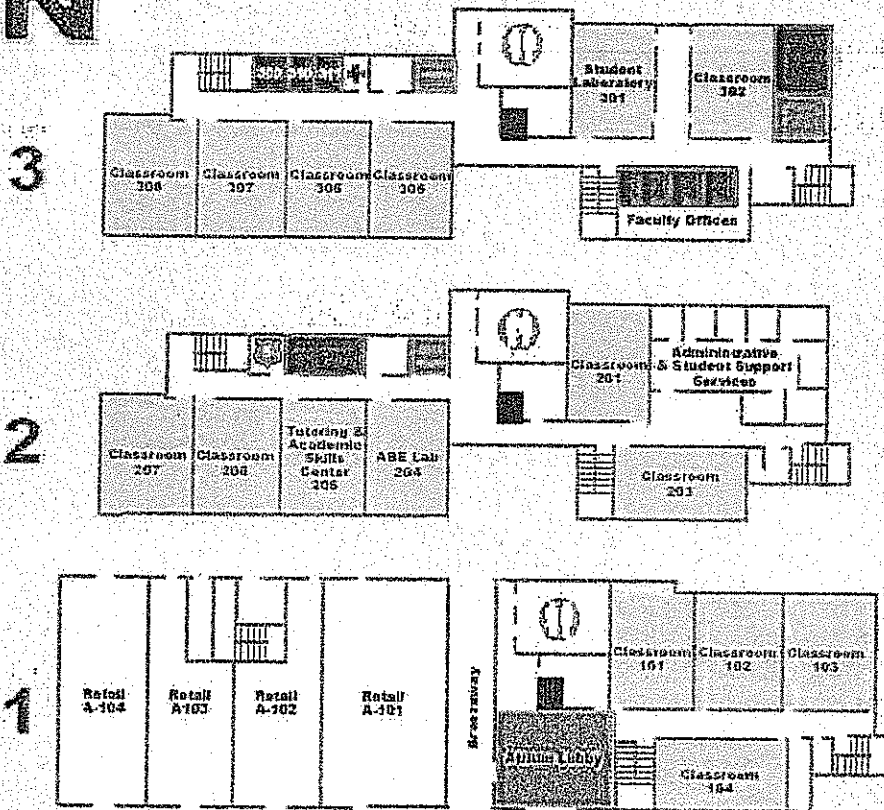 N
3
Student
Laboratory
301
Classroom
302
Classroom
308
Classroom
307
Classroom
306
Classroom
305
Faculty Offices
2
Classroom
201
Administrative
& Student Support
Services
Classroom
207
Classroom
206
Tutoring &
Academic
Skills
Center
205
ABE Lab
204
Classroom
203
1
Retail
A-104
Retail
A103
Retail
A-102
Retail
A-101
Breezeway
Classroom
101
Classroom
102
Classroom
103
Atrium Lobby
Classroom
104